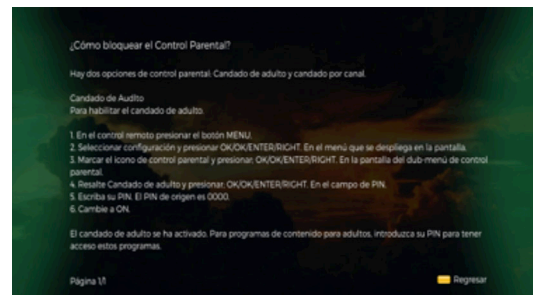 ¿Cómo bloquear el Control Parental?
Hay dos opciones de control parental. Candado de adulto y candado por canal.
Candado de Audito
Para habilitar el candado de adulto.
1. En el control remoto presionar el botón MENU.
2. Seleccionar configuración y presionar OK/OK/ENTER/RIGHT. En el menú que se despliega en la pantalla.
3. Marcar el icono de control parental y presionar, OK/OK/ENTER/RIGHT. En la pantalla del dub-menú de control
parental.
4. Resalte Candado de adulto y presionar, OK/OK/ENTER/RIGHT. En el campo de PIN.
5. Escriba su PIN. El PIN de origen es 0000.
6. Cambie a ON.
El candado de adulto se ha activado. Para programas de contenido para adultos, introduzca su PIN para tener
acceso estos programas.
Página 1/1
Regresar